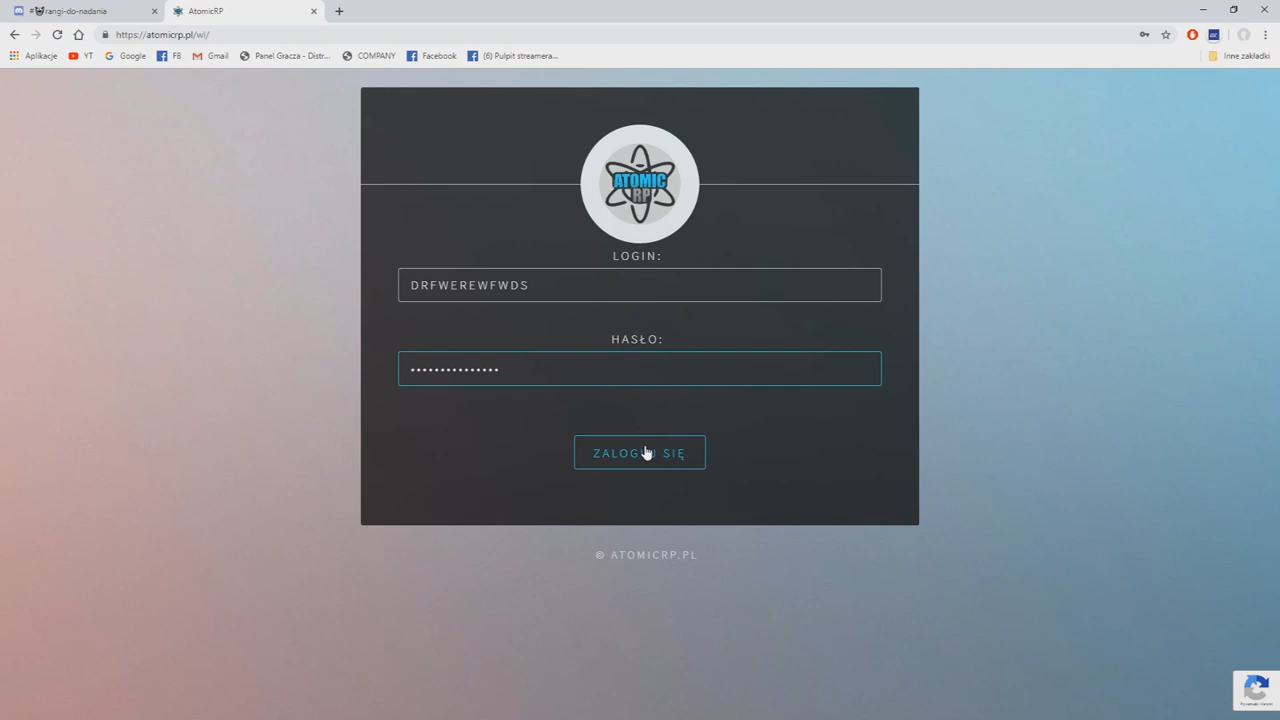 rangi-do-nadania
AtomicRP
https://atomicrp.pl/wl/
Aplikacje
YT
Google
FB
Gmail
Panel Gracza - Distr...
COMPANY
Facebook
(6) Pulpit streamera...
Inne zakładki
ATOMIC
RP
LOGIN:
DRFWEREWFWDS
HASŁO:
•••••••••••••••
ZALOGUJ SIĘ
© ATOMICRP.PL